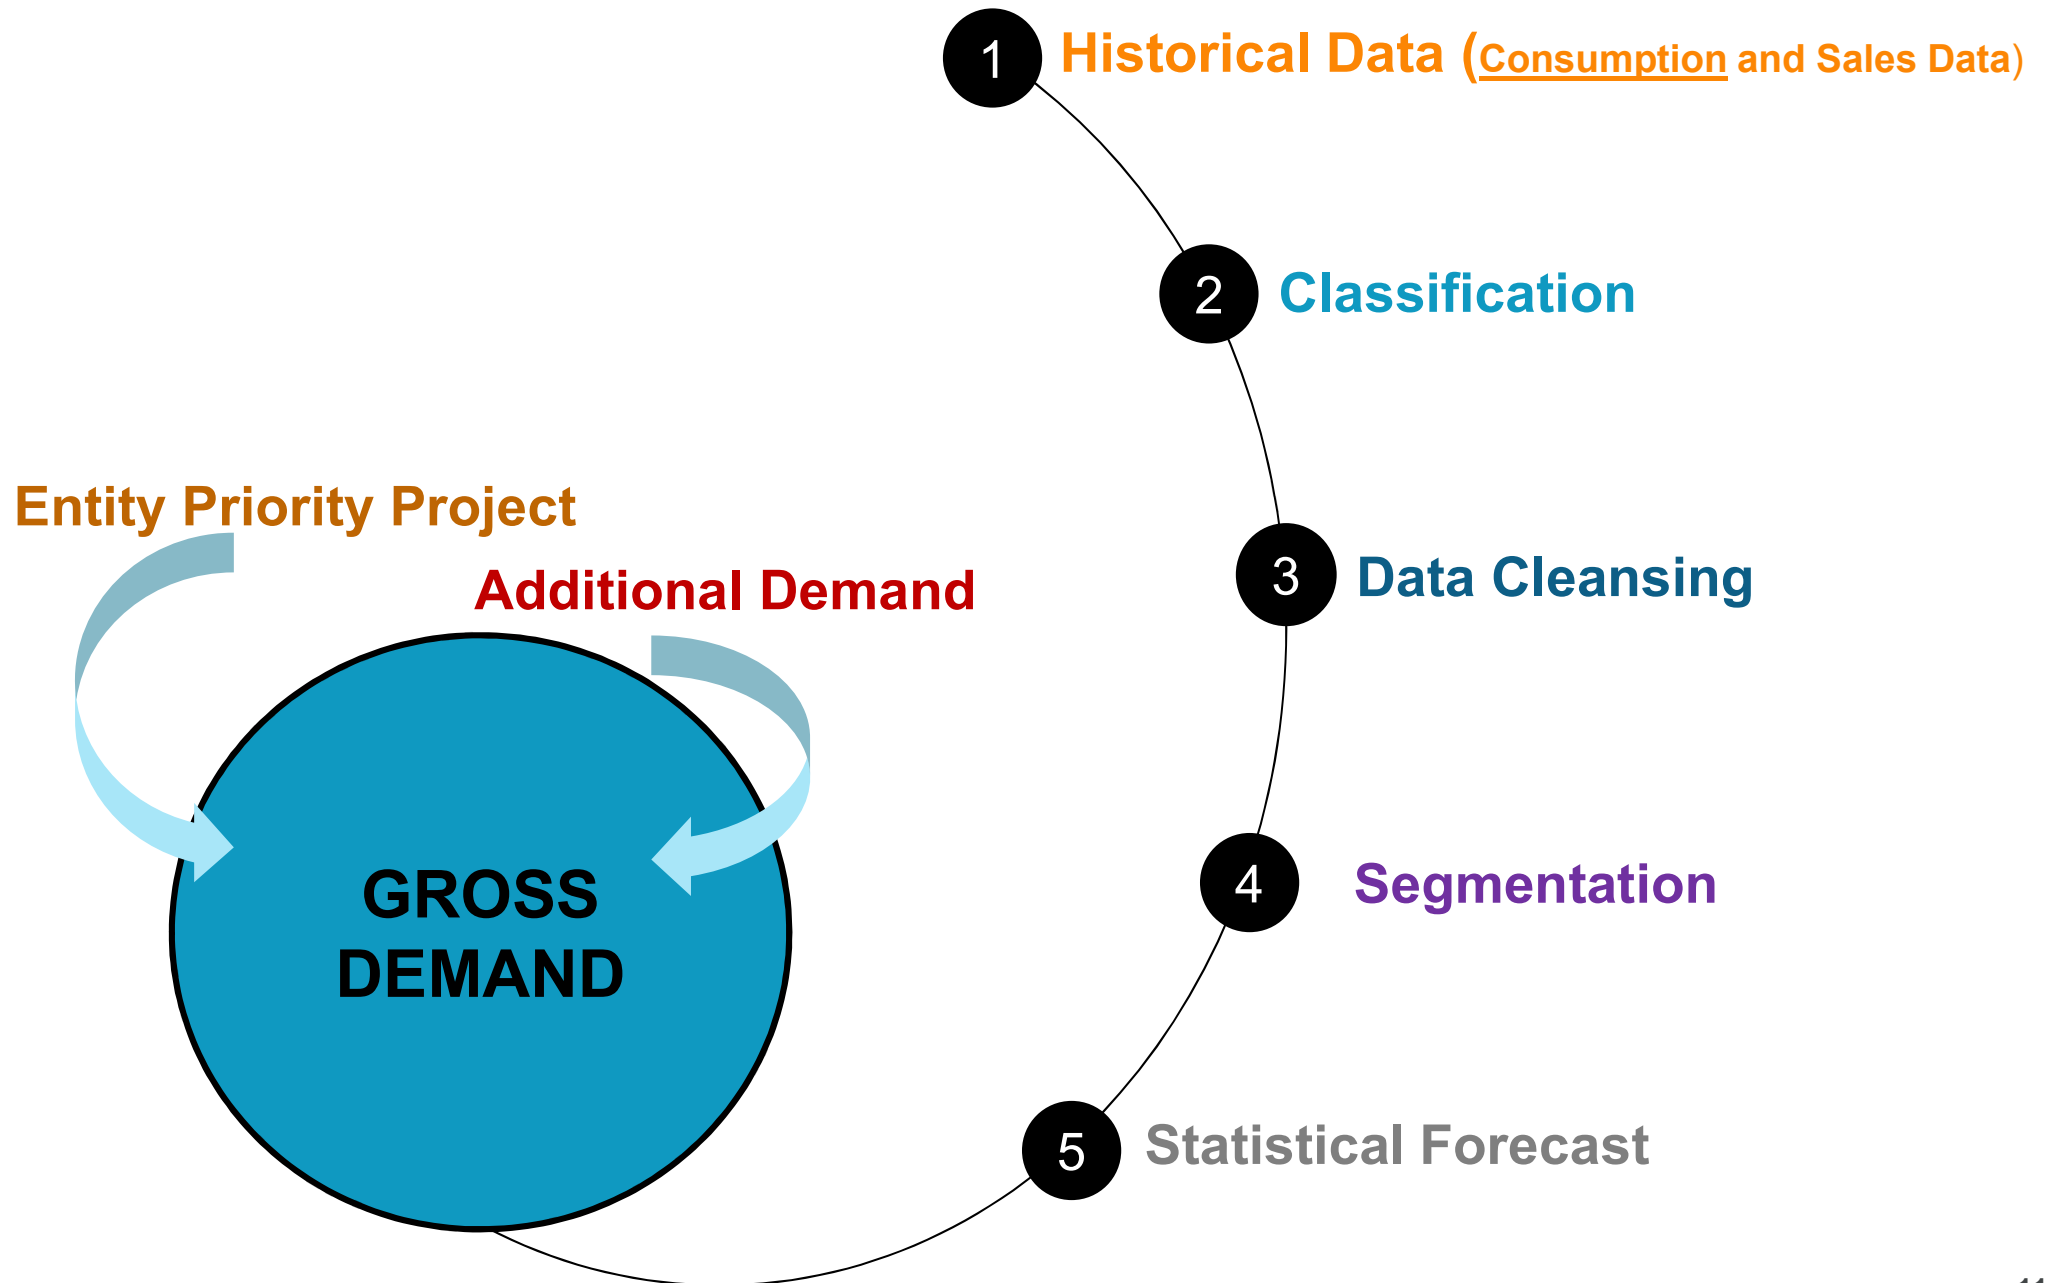 1
Historical Data (Consumption and Sales Data)
2
Classification
Entity Priority Project
Additional Demand
3
Data Cleansing
GROSS
DEMAND
4
Segmentation
5
Statistical Forecast